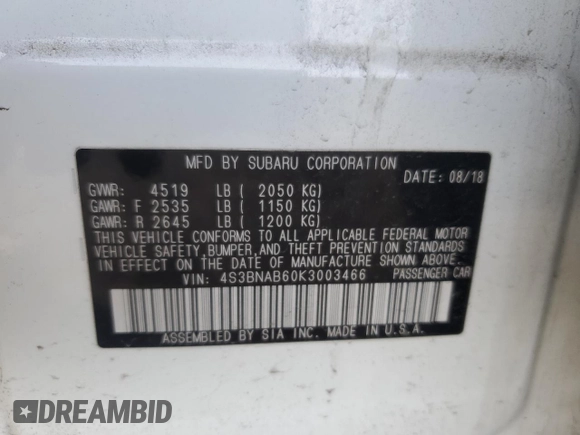 MFD BY SUBARU CORPORATION
DATE: 08/18
GVWR: 4519 LB ( 2050 KG)
GAWR: F 2535 LB ( 1150 KG)
GAWR: R 2645 LB ( 1200 KG)
THIS VEHICLE CONFORMS TO ALL APPLICABLE FEDERAL MOTOR
VEHICLE SAFETY, BUMPER, AND THEFT PREVENTION STANDARDS
IN EFFECT ON THE DATE OF MANUFACTURE SHOWN ABOVE.
VIN: 4S3BNAB60K3003466 PASSENGER CAR
ASSEMBLED BY SIA INC. MADE IN U.S.A.
DREAMBID